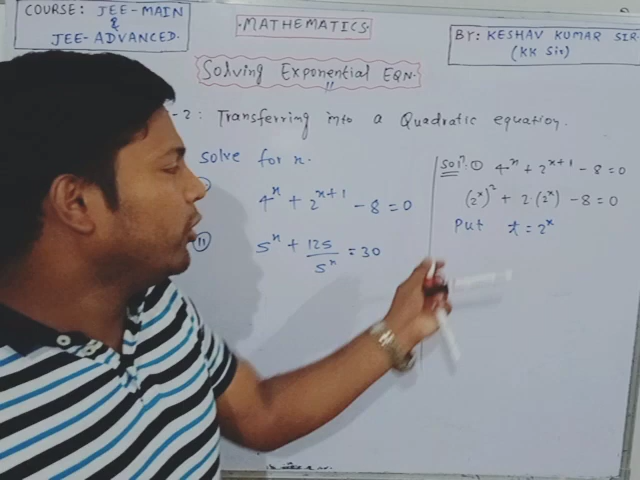 COURSE: JEE-MAIN
&
JEE-ADVANCED.
MATHEMATICS
BY: KESHAV KUMAR SIR
(KK Sir)
Solving Exponential EQN.
-2: Transferring into a Quadratic equation.
Solve for x.
4^x + 2^(x+1) - 8 = 0
(ii) 5^x + 125/5^x = 30
Sol^n. (i) 4^x + 2^(x+1) - 8 = 0
(2^x)^2 + 2(2^x) - 8 = 0
Put t = 2^x